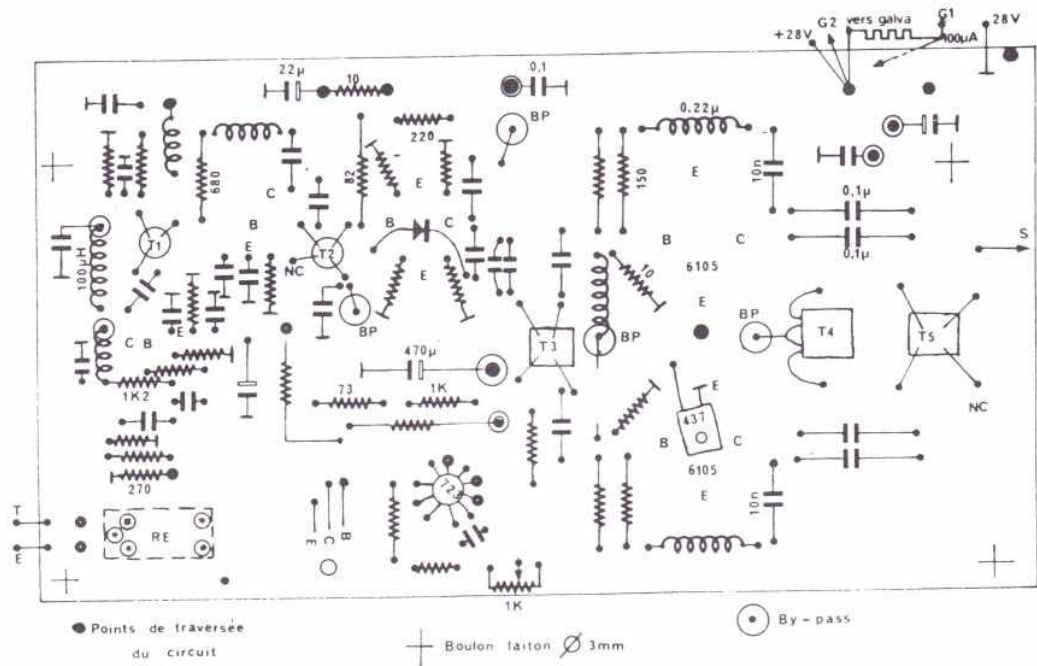 vers galva
G1
G2
+28V
100µA
28V
22µ
10
0,1
BP
220
0,22µ
680
82
E
150
E
10n
C
B
B
C
0,1µ
0,1µ
T1
E
T2
NC
B
C
S
100µH
E
10
6105
E
BP
BP
BP
T3
T4
T5
C B
E
470µ
1K2
73
1K
E
437
B
C
NC
6105
270
723
E
10n
T
E
RE
E
C
B
1K
Points de traversée
du circuit
Boulon laiton Ø 3mm
By-pass